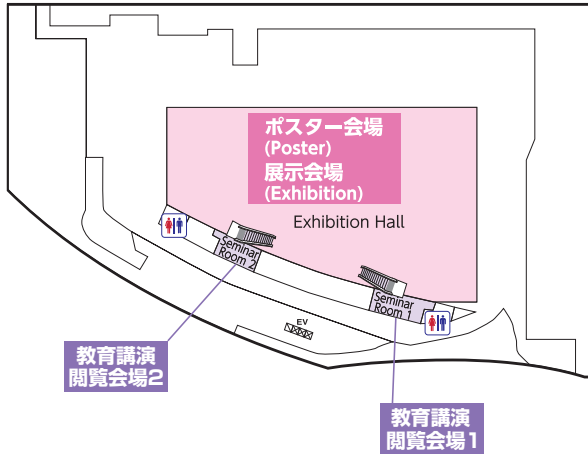 ポスター会場
(Poster)
展示会場
(Exhibition)
Exhibition Hall
Seminar
Room 2
Seminar
Room 1
EV
教育講演
閲覧会場2
教育講演
閲覧会場1